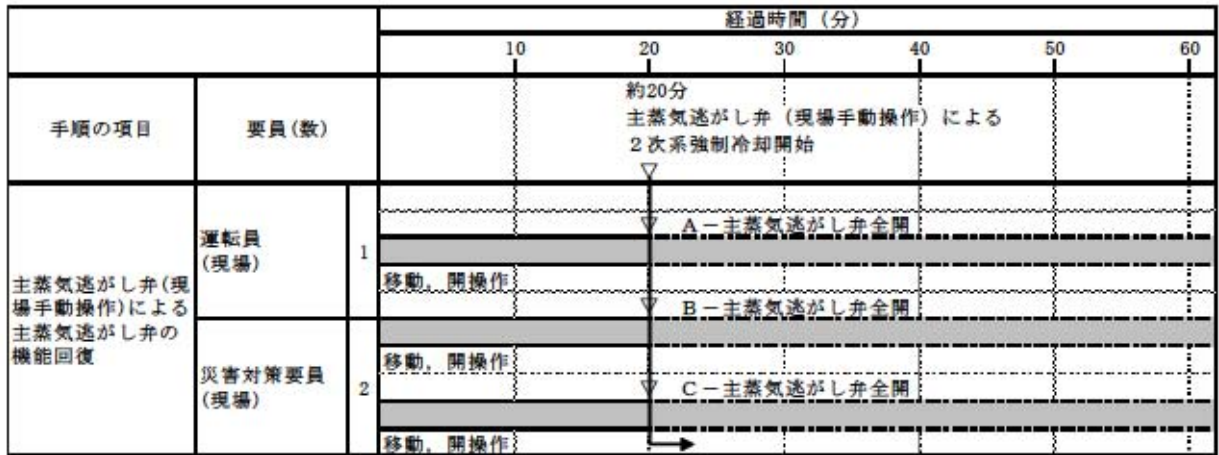 経過時間（分）
10 20 30 40 50 60
手順の項目
要員(数)
約20分
主蒸気逃がし弁（現場手動操作）による
２次系強制冷却開始
主蒸気逃がし弁(現
場手動操作)による
主蒸気逃がし弁の
機能回復
運転員
(現場)
1
A－主蒸気逃がし弁全開
移動，開操作
B－主蒸気逃がし弁全開
災害対策要員
(現場)
2
移動，開操作
C－主蒸気逃がし弁全開
移動，開操作